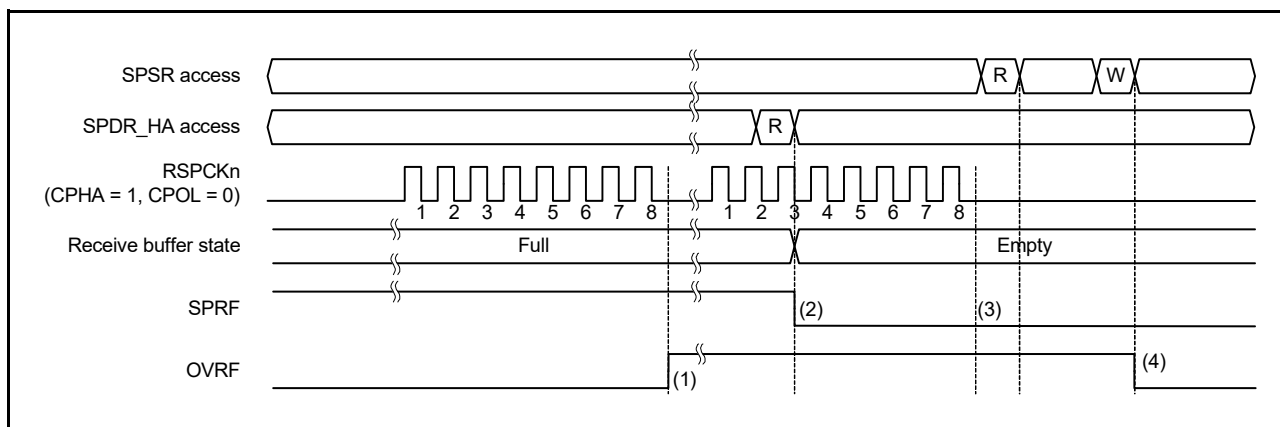 SPSR access
R
W
SPDR_HA access
R
RSPCKn
(CPHA = 1, CPOL = 0)
1 2 3 4 5 6 7 8 1 2 3 4 5 6 7 8
Receive buffer state
Full
Empty
SPRF
(2)
(3)
OVRF
(1)
(4)